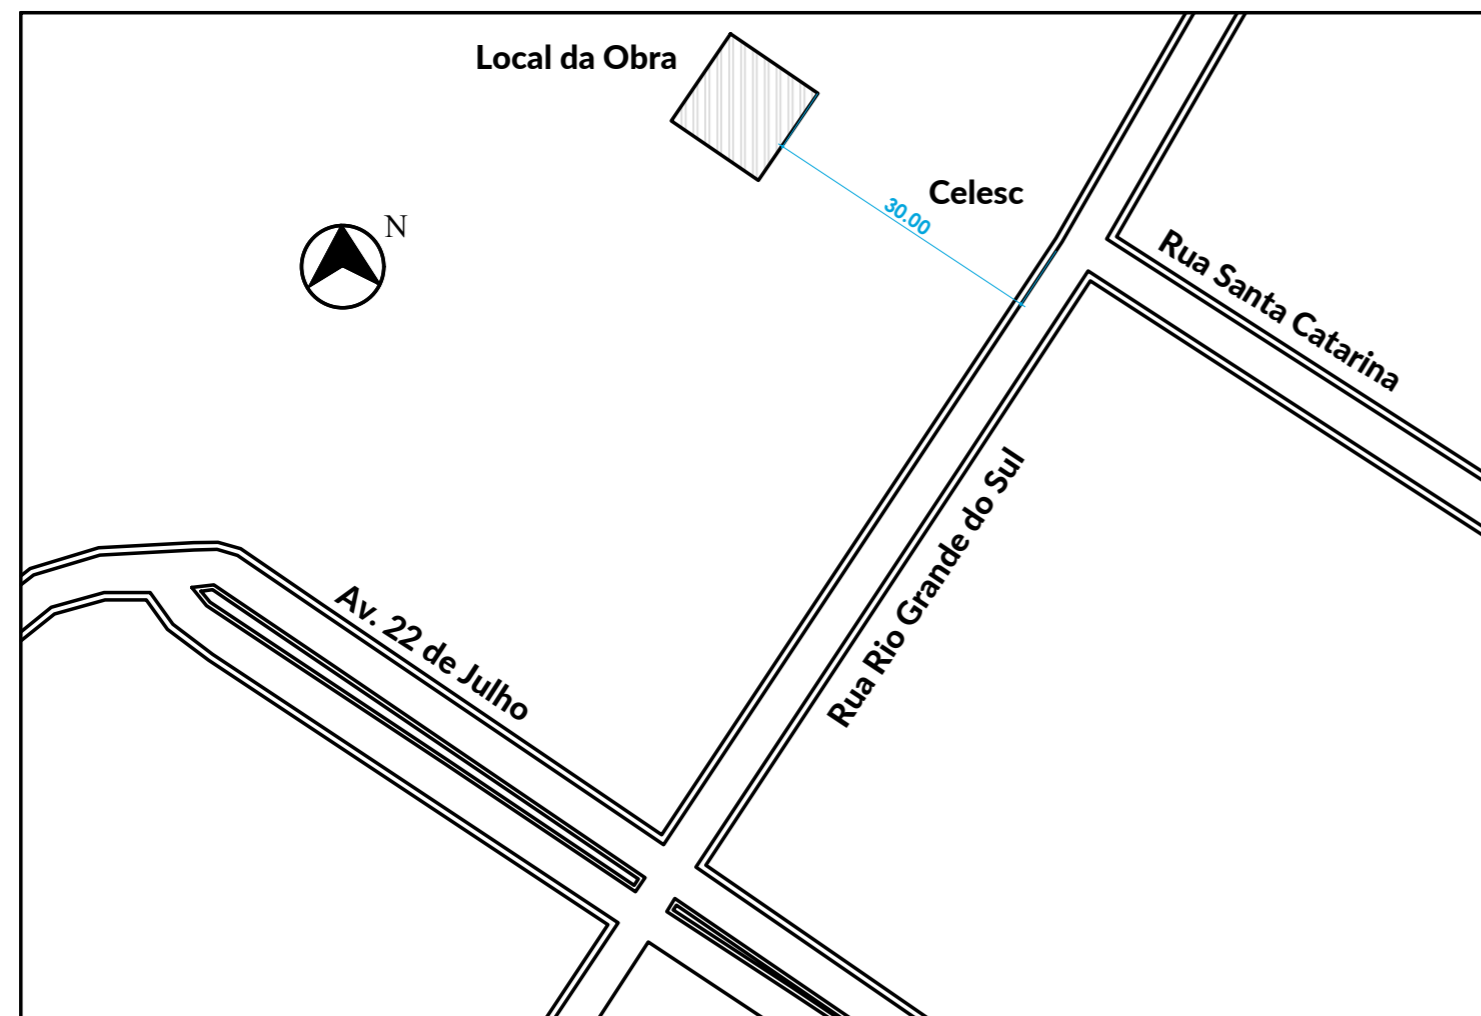 Local da Obra
Celesc
30.00
N
Rua Santa Catarina
Rua Rio Grande do Sul
Av. 22 de Julho